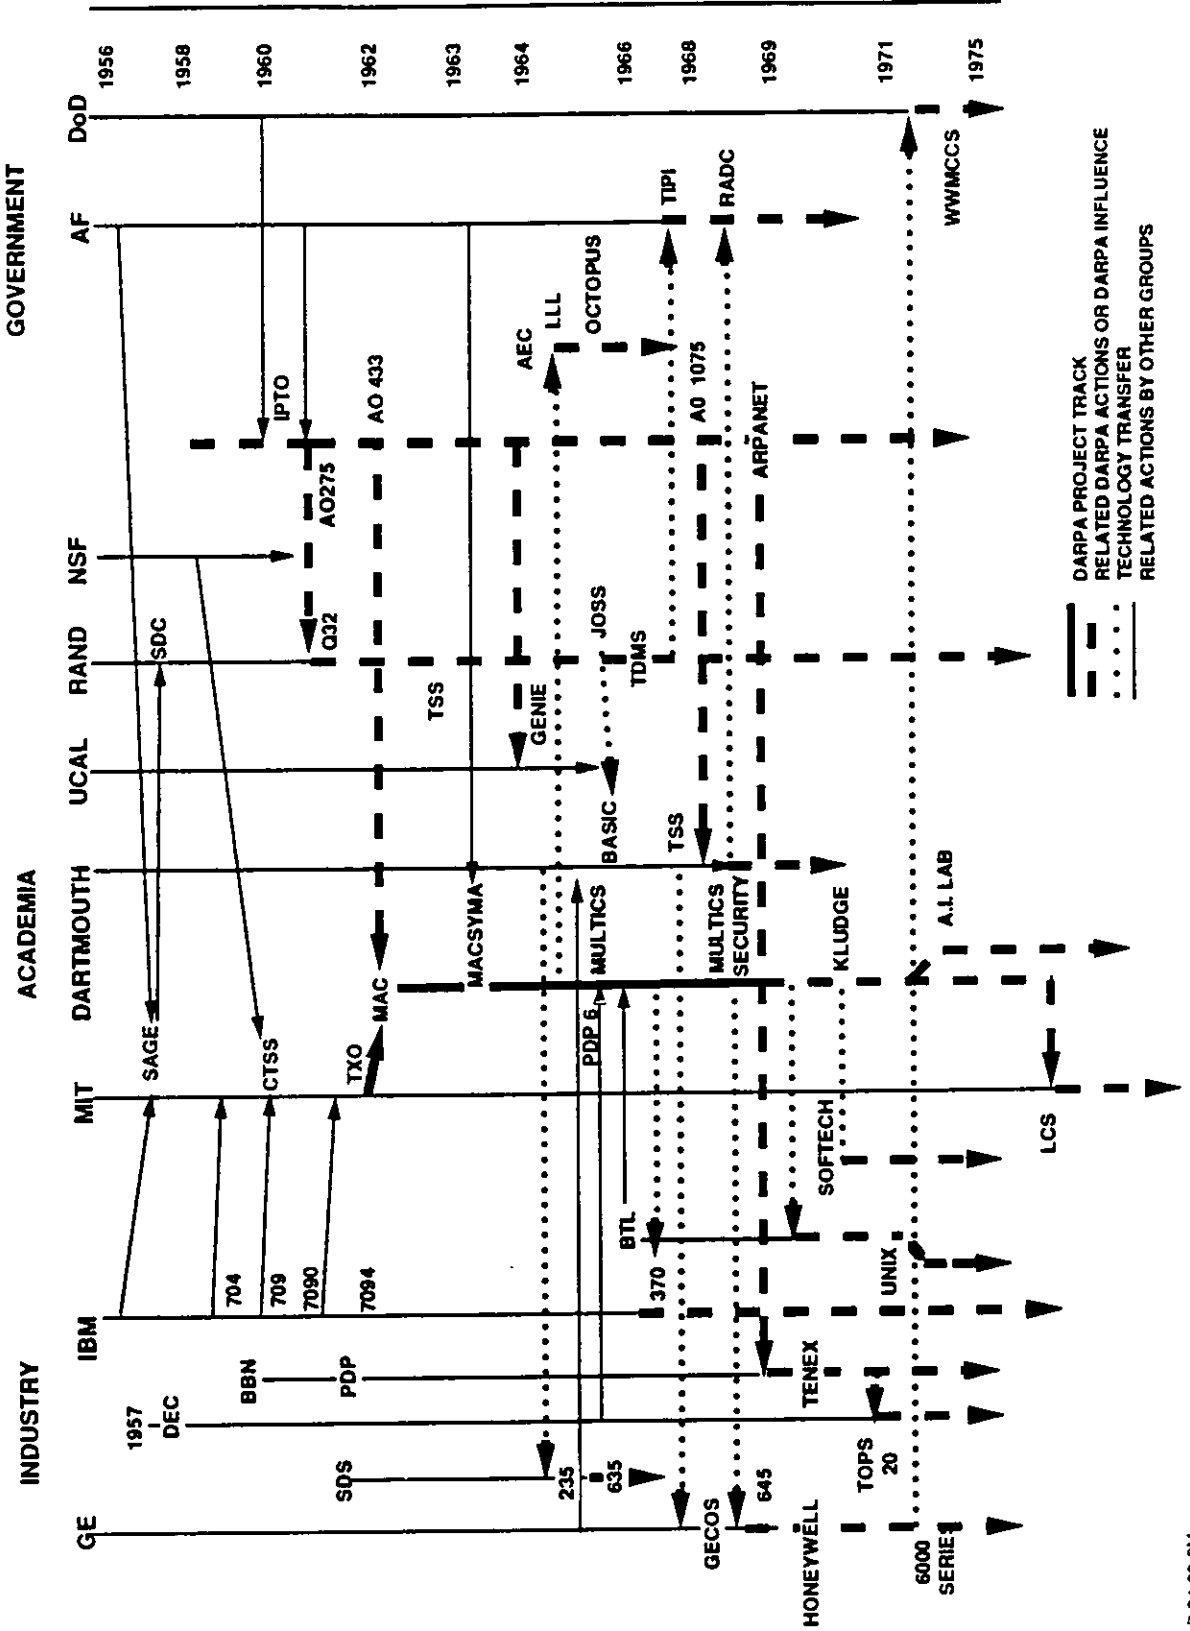 GOVERNMENT
ACADEMIA
INDUSTRY
DoD
AF
NSF
RAND
UCAL
DARTMOUTH
MIT
IBM
GE
1956
1958
1960
1962
1963
1964
1966
1968
1969
1971
1975
1957
DEC
BBN
PDP
SDS
SAGE
SDC
CTSS
IPTO
AO275
Q32
AO 433
TXO
MAC
704
709
7090
7094
TSS
MACSYMA
GENIE
AEC
LLL
OCTOPUS
JOSS
TDMS
BASIC
MULTICS
PDP 6
BTL
235
635
370
TIPI
RADC
A0 1075
ARPANET
TSS
MULTICS
SECURITY
GECOS
645
HONEYWELL
TENEX
SOFTECH
KLUDGE
UNIX
TOPS
20
6000
SERIES
WWMCCS
A.I. LAB
LCS
DARPA PROJECT TRACK
RELATED DARPA ACTIONS OR DARPA INFLUENCE
TECHNOLOGY TRANSFER
RELATED ACTIONS BY OTHER GROUPS